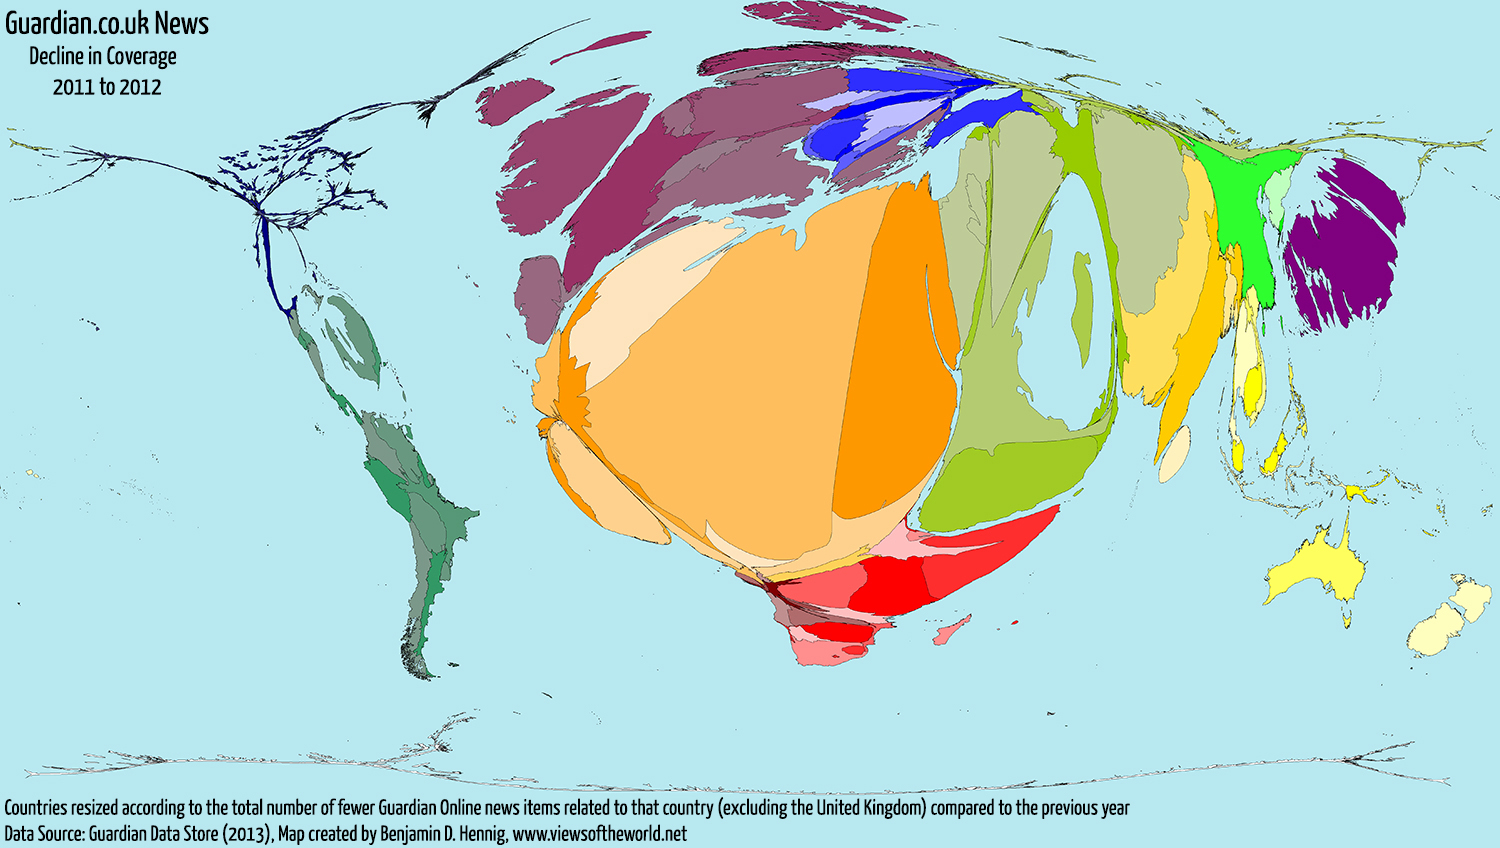 Guardian.co.uk News
Decline in Coverage
2011 to 2012
Countries resized according to the total number of fewer Guardian Online news items related to that country (excluding the United Kingdom) compared to the previous year
Data Source: Guardian Data Store (2013), Map created by Benjamin D. Hennig, www.viewsoftheworld.net